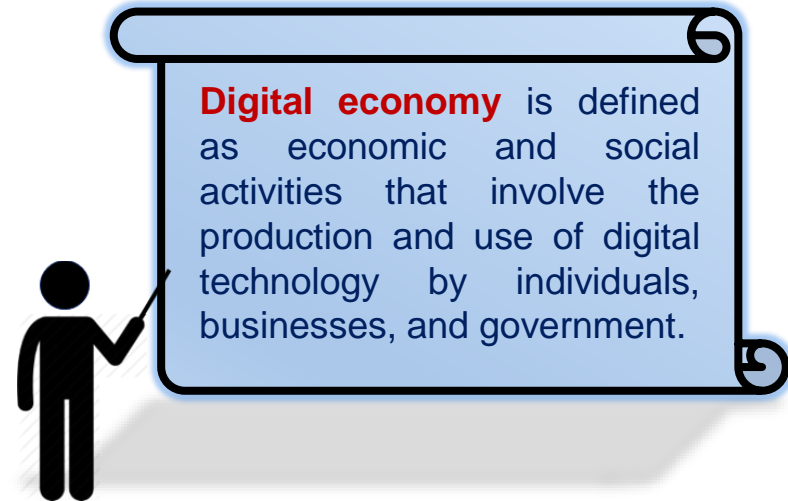 Digital economy is defined
as economic and social
activities that involve the
production and use of digital
technology by individuals,
businesses, and government.